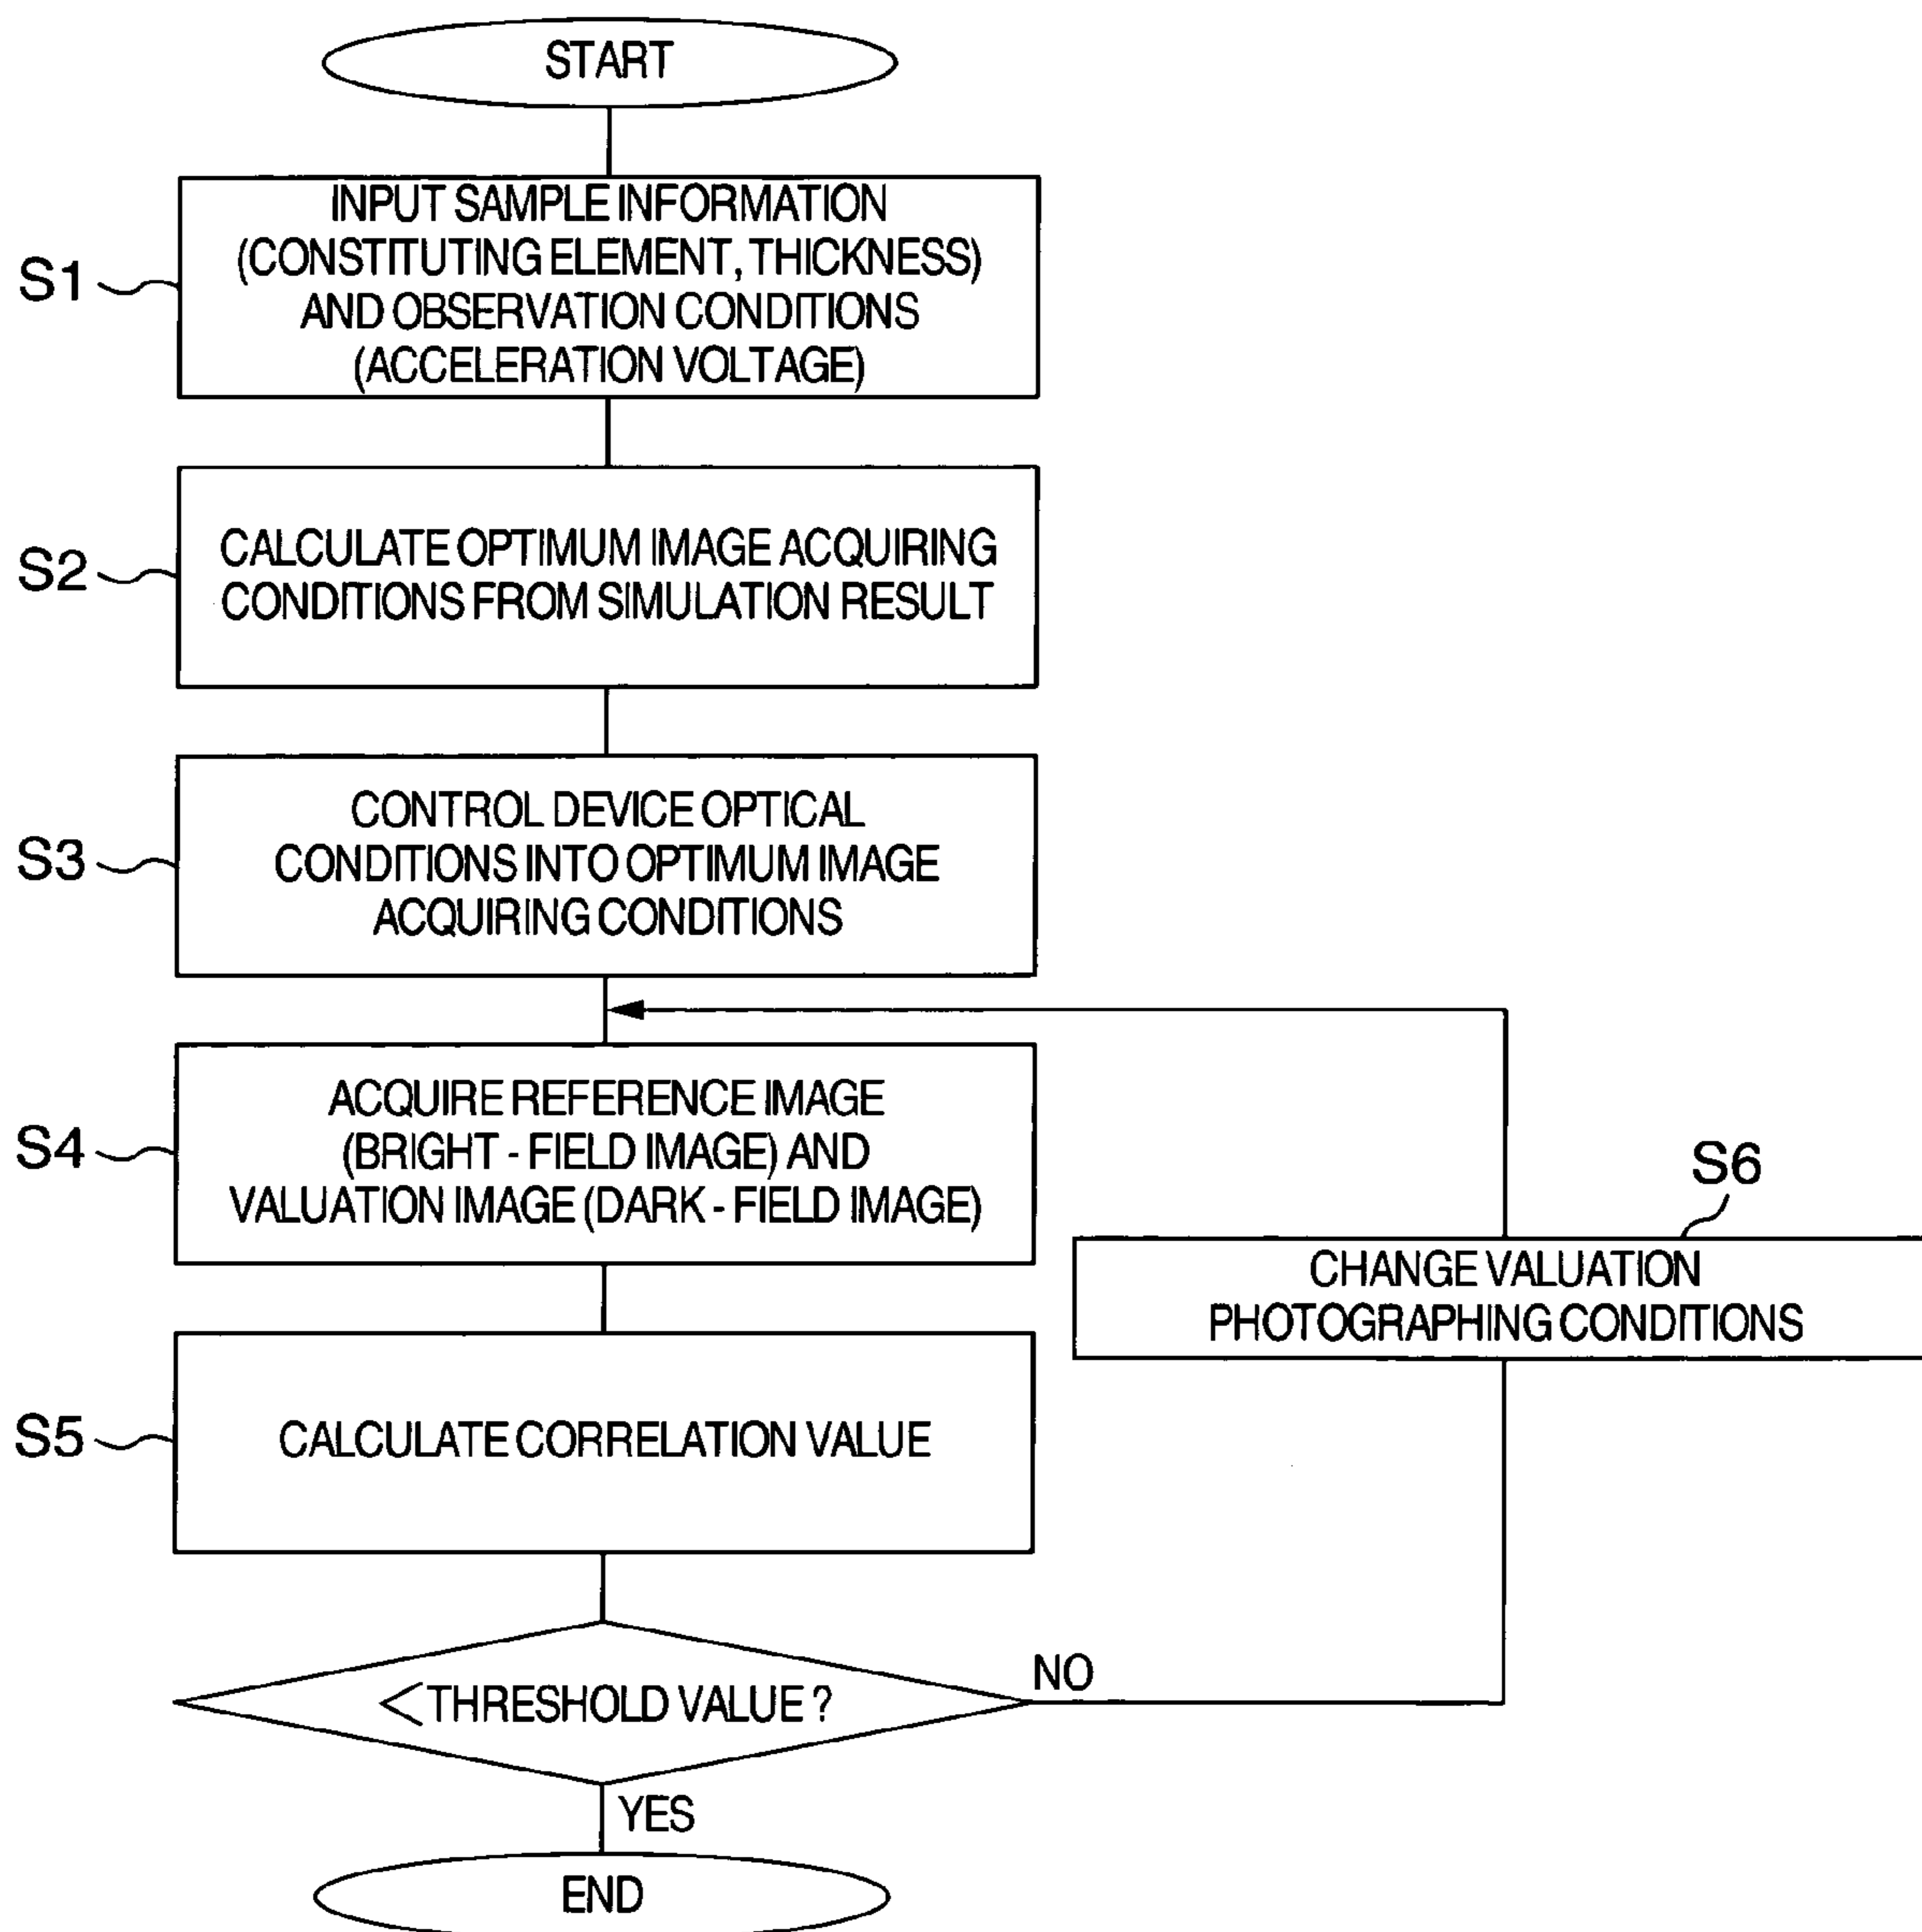 START
S1
INPUT SAMPLE INFORMATION
(CONSTITUTING ELEMENT, THICKNESS)
AND OBSERVATION CONDITIONS
(ACCELERATION VOLTAGE)
S2
CALCULATE OPTIMUM IMAGE ACQUIRING
CONDITIONS FROM SIMULATION RESULT
S3
CONTROL DEVICE OPTICAL
CONDITIONS INTO OPTIMUM IMAGE
ACQUIRING CONDITIONS
S4
ACQUIRE REFERENCE IMAGE
(BRIGHT - FIELD IMAGE) AND
VALUATION IMAGE (DARK - FIELD IMAGE)
S6
CHANGE VALUATION
PHOTOGRAPHING CONDITIONS
S5
CALCULATE CORRELATION VALUE
<THRESHOLD VALUE ?
NO
YES
END